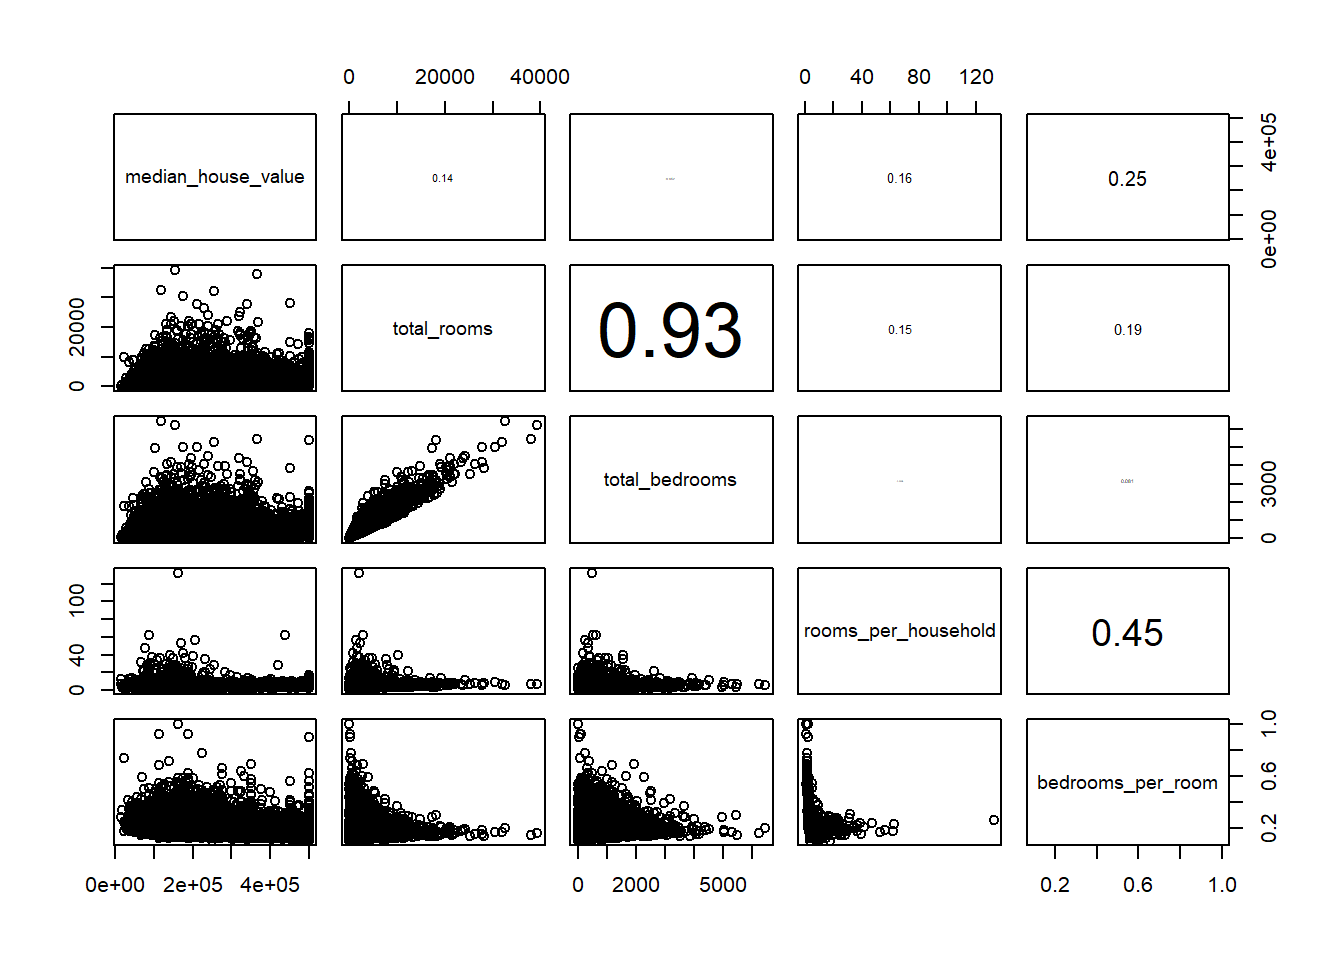 0 20000 40000 0 40 80 120
median_house_value 0.14 0.16 0.25
0e+00 4e+05
0 20000
total_rooms 0.93 0.15 0.19
total_bedrooms 0.081
0 3000
0 40 100
rooms_per_household 0.45
bedrooms_per_room
0.2 0.6 1.0
0e+00 2e+05 4e+05 0 2000 5000 0.2 0.6 1.0